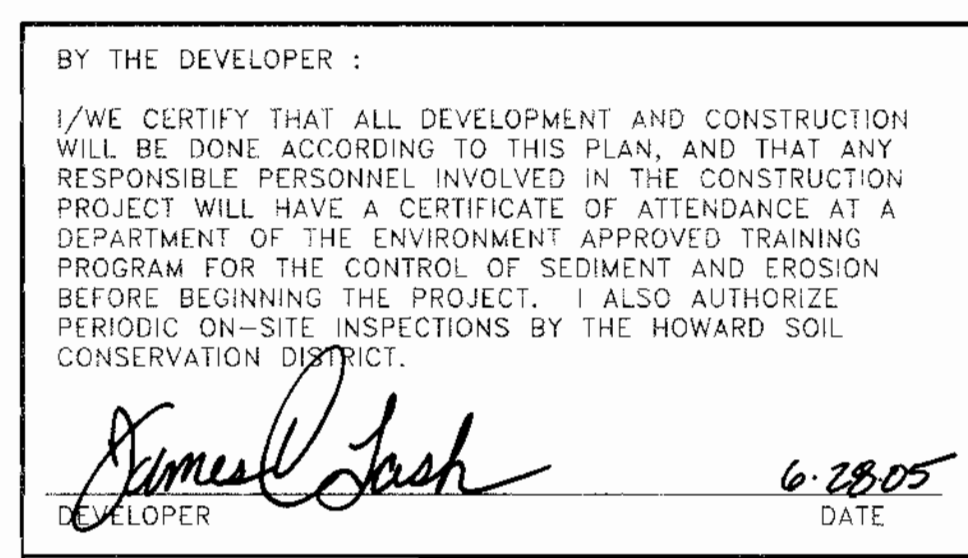 BY THE DEVELOPER :
I/WE CERTIFY THAT ALL DEVELOPMENT AND CONSTRUCTION
WILL BE DONE ACCORDING TO THIS PLAN, AND THAT ANY
RESPONSIBLE PERSONNEL INVOLVED IN THE CONSTRUCTION
PROJECT WILL HAVE A CERTIFICATE OF ATTENDANCE AT A
DEPARTMENT OF THE ENVIRONMENT APPROVED TRAINING
PROGRAM FOR THE CONTROL OF SEDIMENT AND EROSION
BEFORE BEGINNING THE PROJECT. I ALSO AUTHORIZE
PERIODIC ON-SITE INSPECTIONS BY THE HOWARD SOIL
CONSERVATION DISTRICT.
James 6.28.05
DEVELOPER DATE